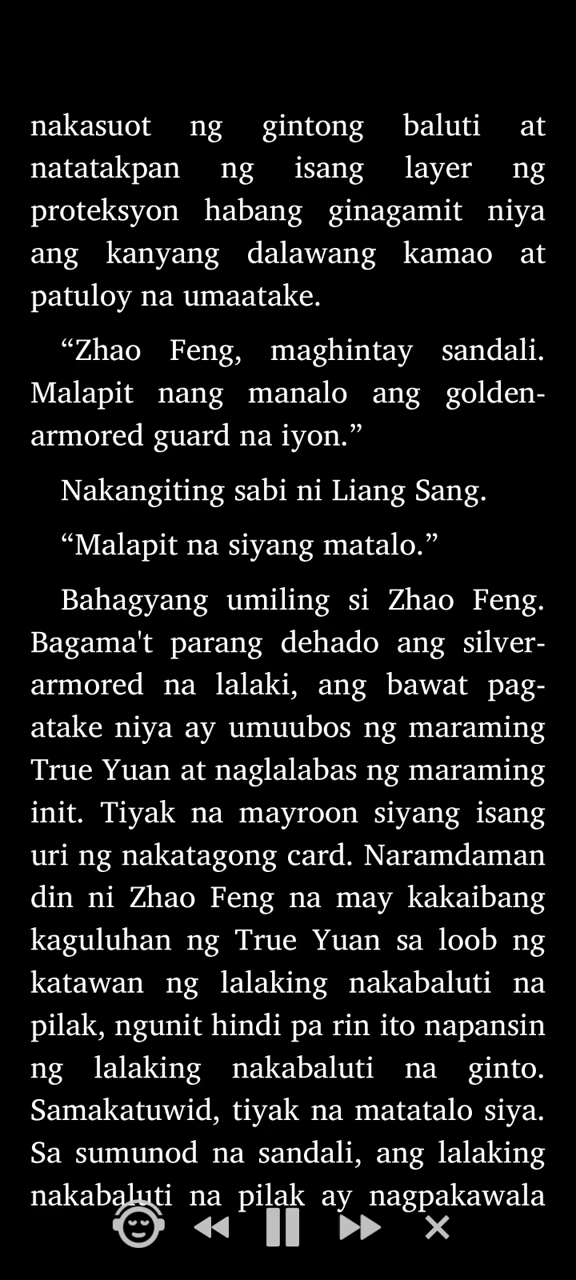 nakasuot ng gintong baluti at
natatakpan ng isang layer ng
proteksyon habang ginagamit niya
ang kanyang dalawang kamao at
patuloy na umaatake.
“Zhao Feng, maghintay sandali.
Malapit nang manalo ang golden-
armored guard na iyon.”
Nakangiting sabi ni Liang Sang.
“Malapit na siyang matalo.”
Bahagyang umiling si Zhao Feng.
Bagama't parang dehado ang silver-
armored na lalaki, ang bawat pag-
atake niya ay umuubos ng maraming
True Yuan at naglalabas ng maraming
init. Tiyak na mayroon siyang isang
uri ng nakatagong card. Naramdaman
din ni Zhao Feng na may kakaibang
kaguluhan ng True Yuan sa loob ng
katawan ng lalaking nakabaluti na
pilak, ngunit hindi pa rin ito napansin
ng lalaking nakabaluti na ginto.
Samakatuwid, tiyak na matatalo siya.
Sa sumunod na sandali, ang lalaking
nakabaluti na pilak ay nagpakawala